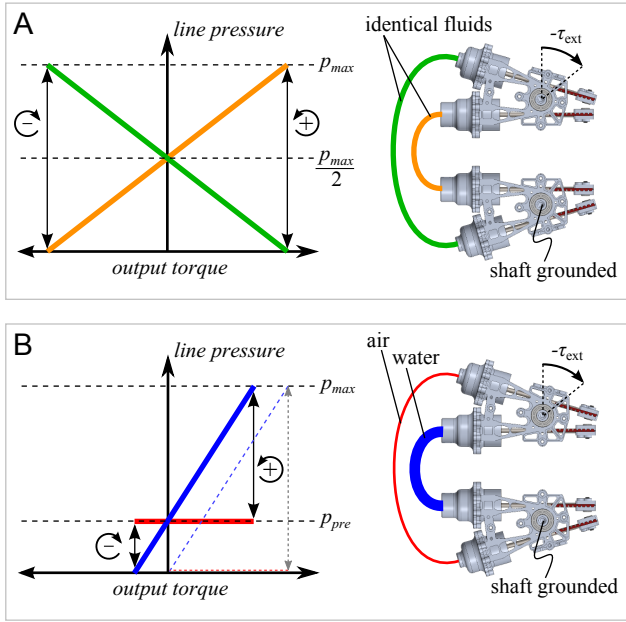 A
line pressure
identical fluids
-τext
pmax
−
+
pmax
2
output torque
shaft grounded
B
line pressure
air
water
-τext
pmax
+
ppre
−
output torque
shaft grounded